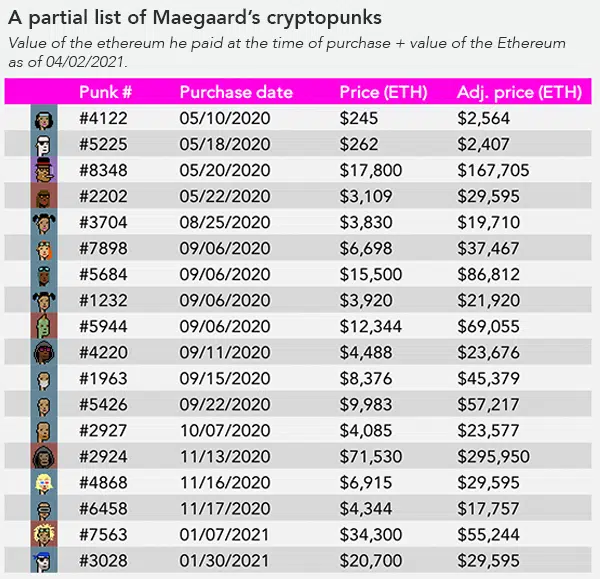 A partial list of Maegaard’s cryptopunks
Value of the ethereum he paid at the time of purchase + value of the Ethereum
as of 04/02/2021.
Punk # Purchase date Price (ETH) Adj. price (ETH)
#4122 05/10/2020 $245 $2,564
#5225 05/18/2020 $262 $2,407
#8348 05/20/2020 $17,800 $167,705
#2202 05/22/2020 $3,109 $29,595
#3704 08/25/2020 $3,830 $19,710
#7898 09/06/2020 $6,698 $37,467
#5684 09/06/2020 $15,500 $86,812
#1232 09/06/2020 $3,920 $21,920
#5944 09/06/2020 $12,344 $69,055
#4220 09/11/2020 $4,488 $23,676
#1963 09/15/2020 $8,376 $45,379
#5426 09/22/2020 $9,983 $57,217
#2927 10/07/2020 $4,085 $23,577
#2924 11/13/2020 $71,530 $295,950
#4868 11/16/2020 $6,915 $29,595
#6458 11/17/2020 $4,344 $17,757
#7563 01/07/2021 $34,300 $55,244
#3028 01/30/2021 $20,700 $29,595